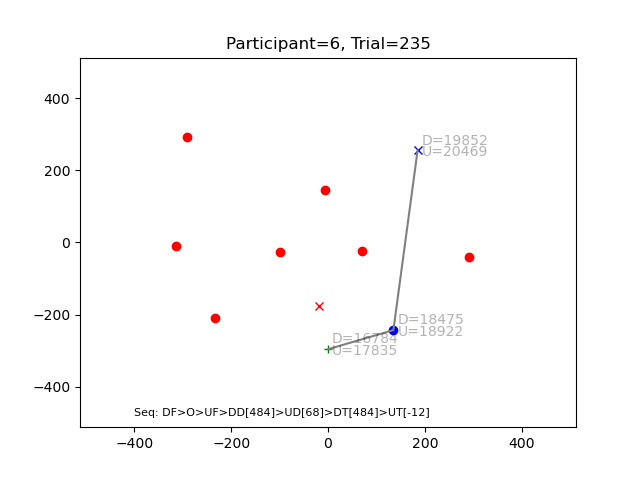 Participant=6, Trial=235
400
200
0
−200
−400
D=19852
U=20469
D=18475
U=18922
D=16784
U=17835
Seq: DF>O>UF>DD[484]>UD[68]>DT[484]>UT[-12]
−400 −200 0 200 400